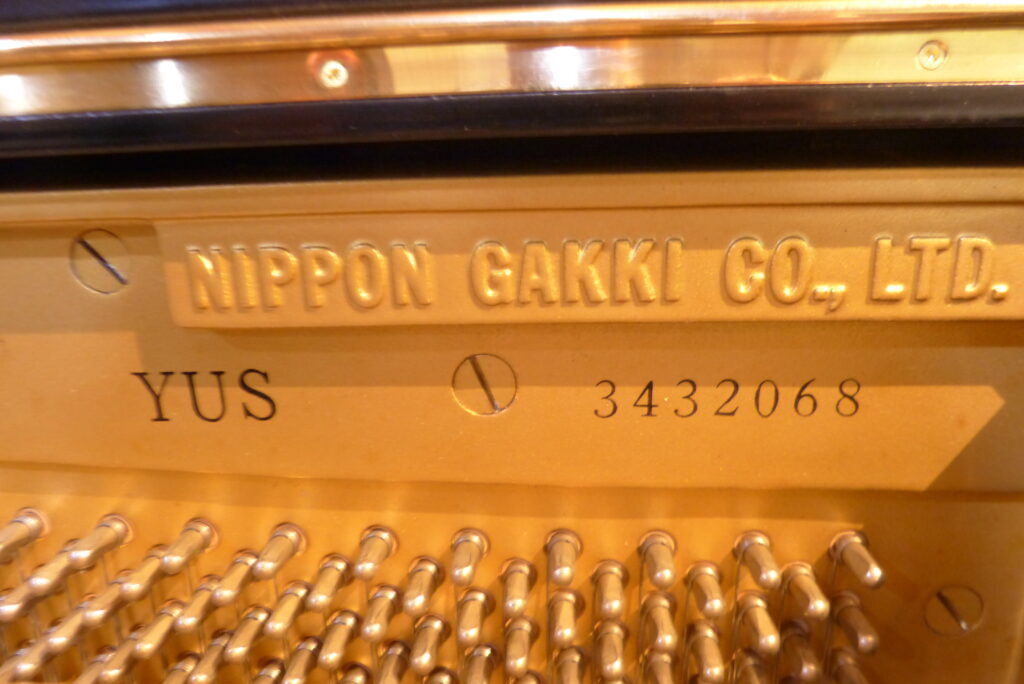 NIPPON GAKKI CO., LTD.
YUS 3432068